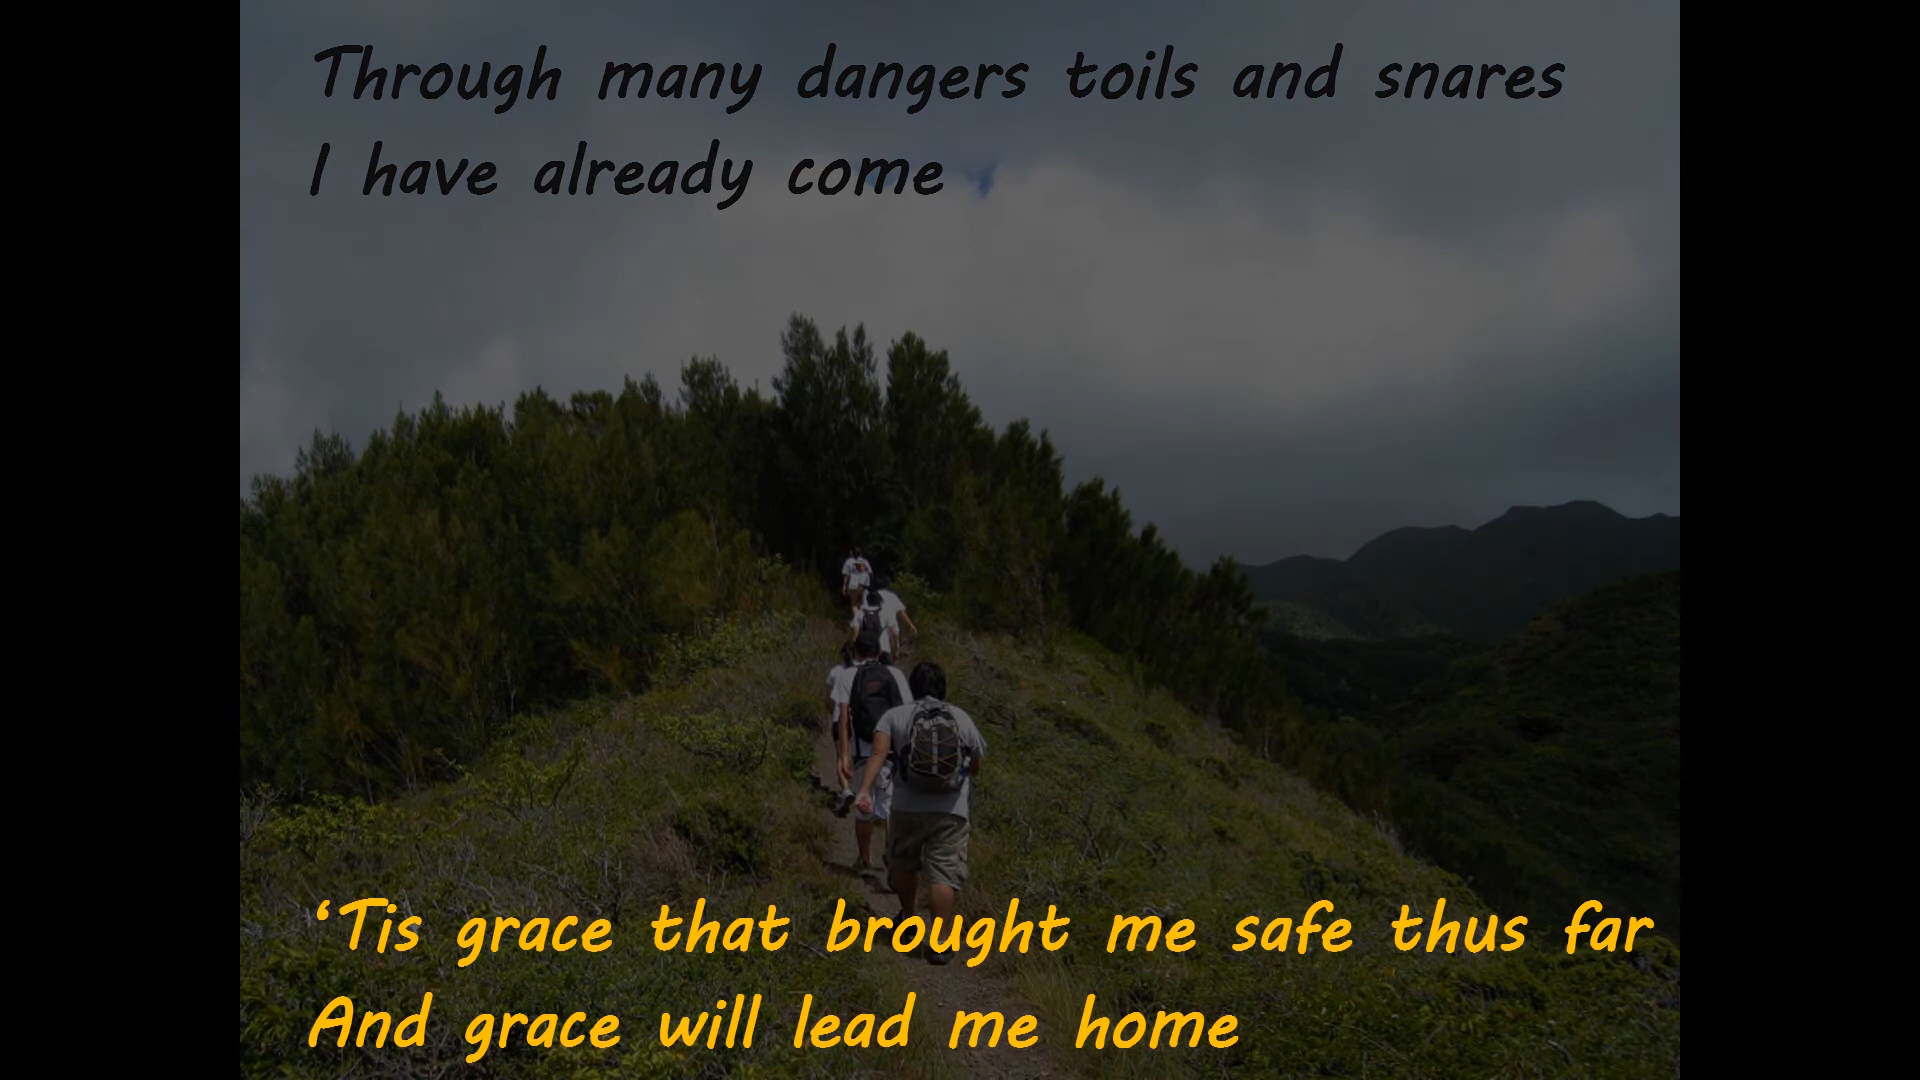 Through many dangers toils and snares
I have already come
‘Tis grace that brought me safe thus far
And grace will lead me home